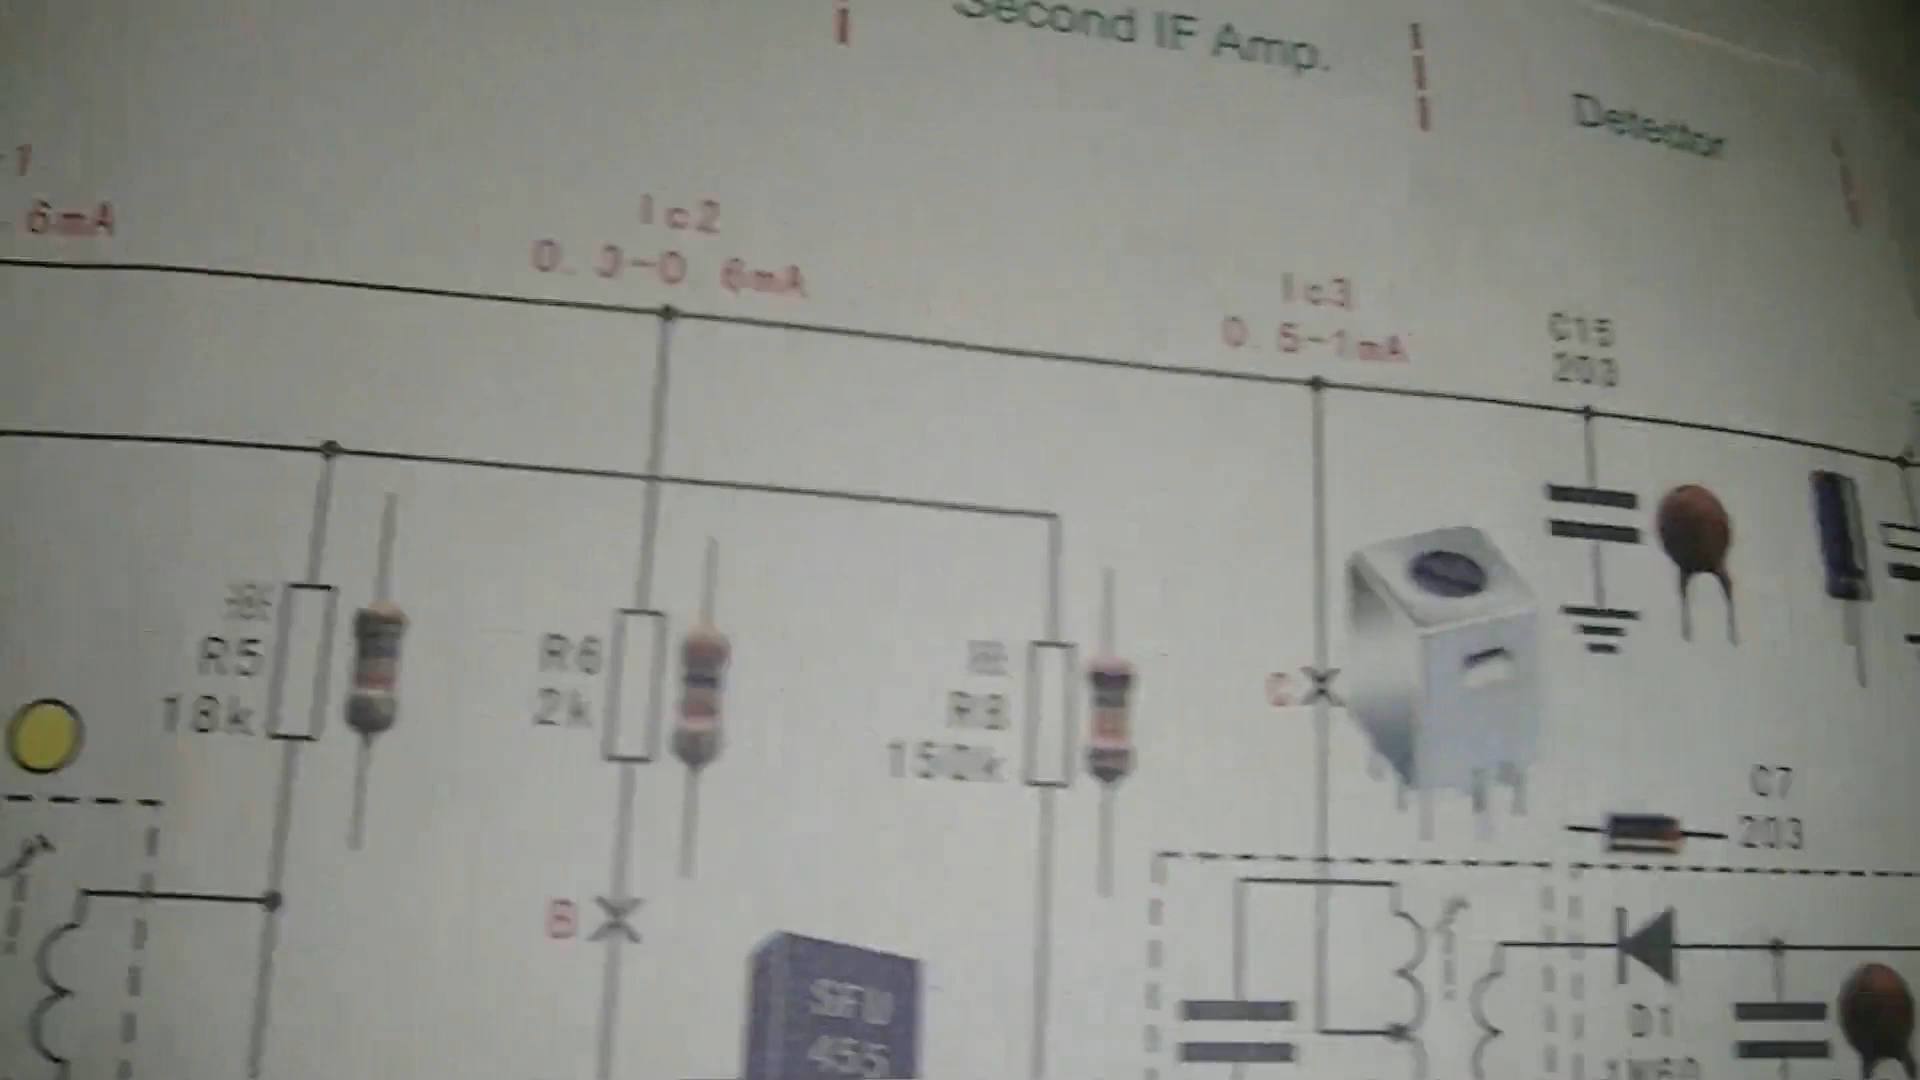 Second IF Amp.
Detector
6mA
Ic2
0.3-0.6mA
Ic3
0.5-1mA
C15
203
R5
18k
R6
2k
R8
150k
C
C7
203
B
SFU
455
D1
1N60